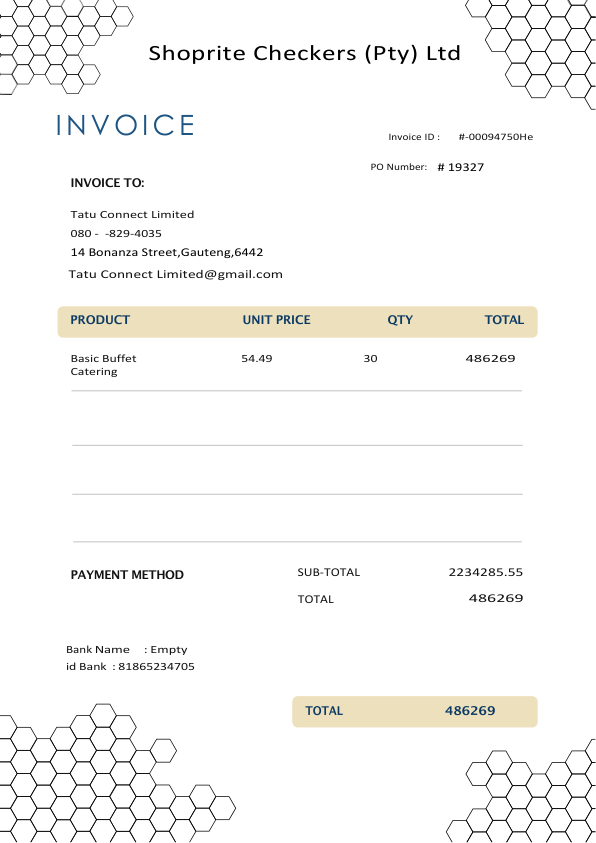 Shoprite Checkers (Pty) Ltd
INVOICE
Invoice ID : #-00094750He
PO Number: # 19327
INVOICE TO:
Tatu Connect Limited
080 - -829-4035
14 Bonanza Street,Gauteng,6442
Tatu Connect Limited@gmail.com
PRODUCT UNIT PRICE QTY TOTAL
Basic Buffet 54.49 30 486269
Catering
PAYMENT METHOD
SUB-TOTAL 2234285.55
TOTAL 486269
Bank Name : Empty
id Bank : 81865234705
TOTAL 486269